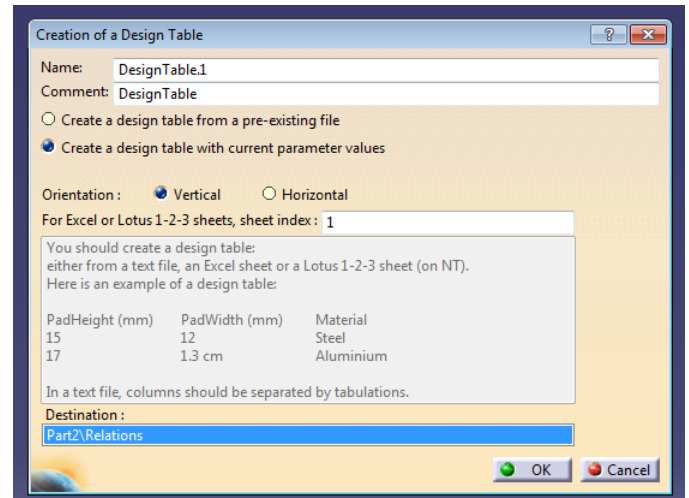 Creation of a Design Table
Name: DesignTable.1
Comment: DesignTable
Create a design table from a pre-existing file
Create a design table with current parameter values
Orientation : Vertical Horizontal
For Excel or Lotus 1-2-3 sheets, sheet index : 1
You should create a design table:
either from a text file, an Excel sheet or a Lotus 1-2-3 sheet (on NT).
Here is an example of a design table:
PadHeight (mm) PadWidth (mm) Material
15 12 Steel
17 1.3 cm Aluminium
In a text file, columns should be separated by tabulations.
Destination :
Part2\Relations
OK Cancel